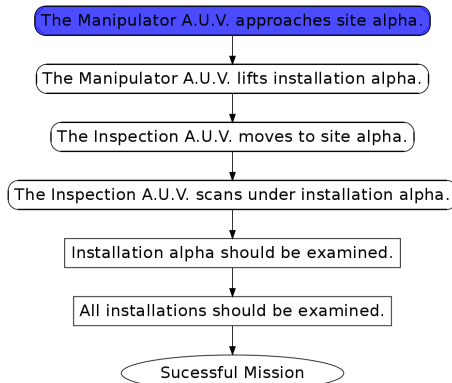 The Manipulator A.U.V. approaches site alpha.
The Manipulator A.U.V. lifts installation alpha.
The Inspection A.U.V. moves to site alpha.
The Inspection A.U.V. scans under installation alpha.
Installation alpha should be examined.
All installations should be examined.
Sucessful Mission